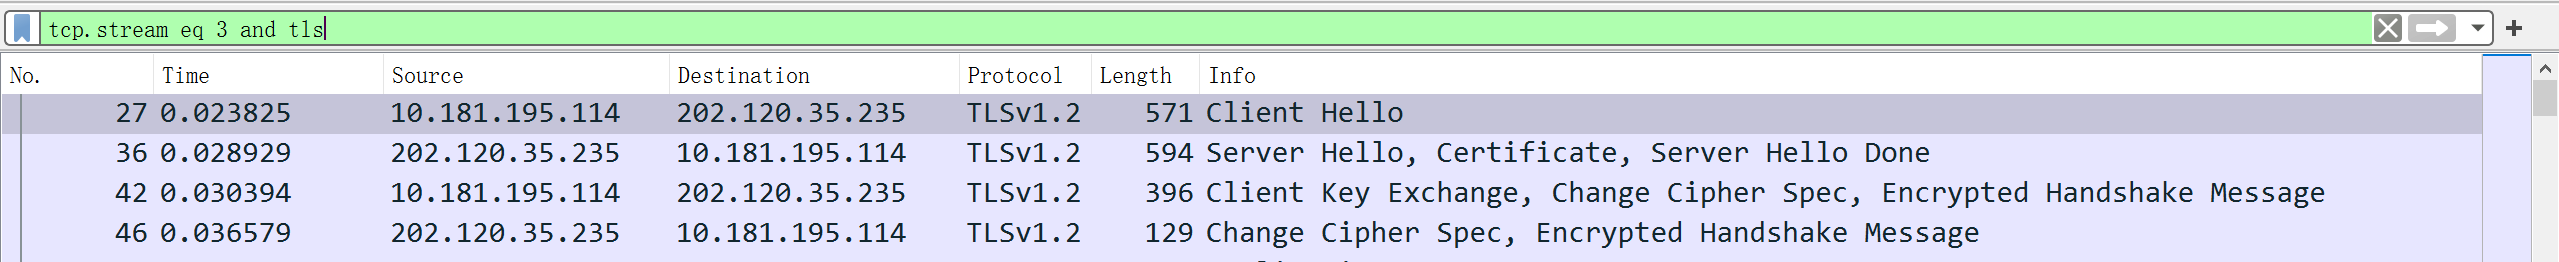 tcp.stream eq 3 and tls
No. Time Source Destination Protocol Length Info
27 0.023825 10.181.195.114 202.120.35.235 TLSv1.2 571 Client Hello
36 0.028929 202.120.35.235 10.181.195.114 TLSv1.2 594 Server Hello, Certificate, Server Hello Done
42 0.030394 10.181.195.114 202.120.35.235 TLSv1.2 396 Client Key Exchange, Change Cipher Spec, Encrypted Handshake Message
46 0.036579 202.120.35.235 10.181.195.114 TLSv1.2 129 Change Cipher Spec, Encrypted Handshake Message